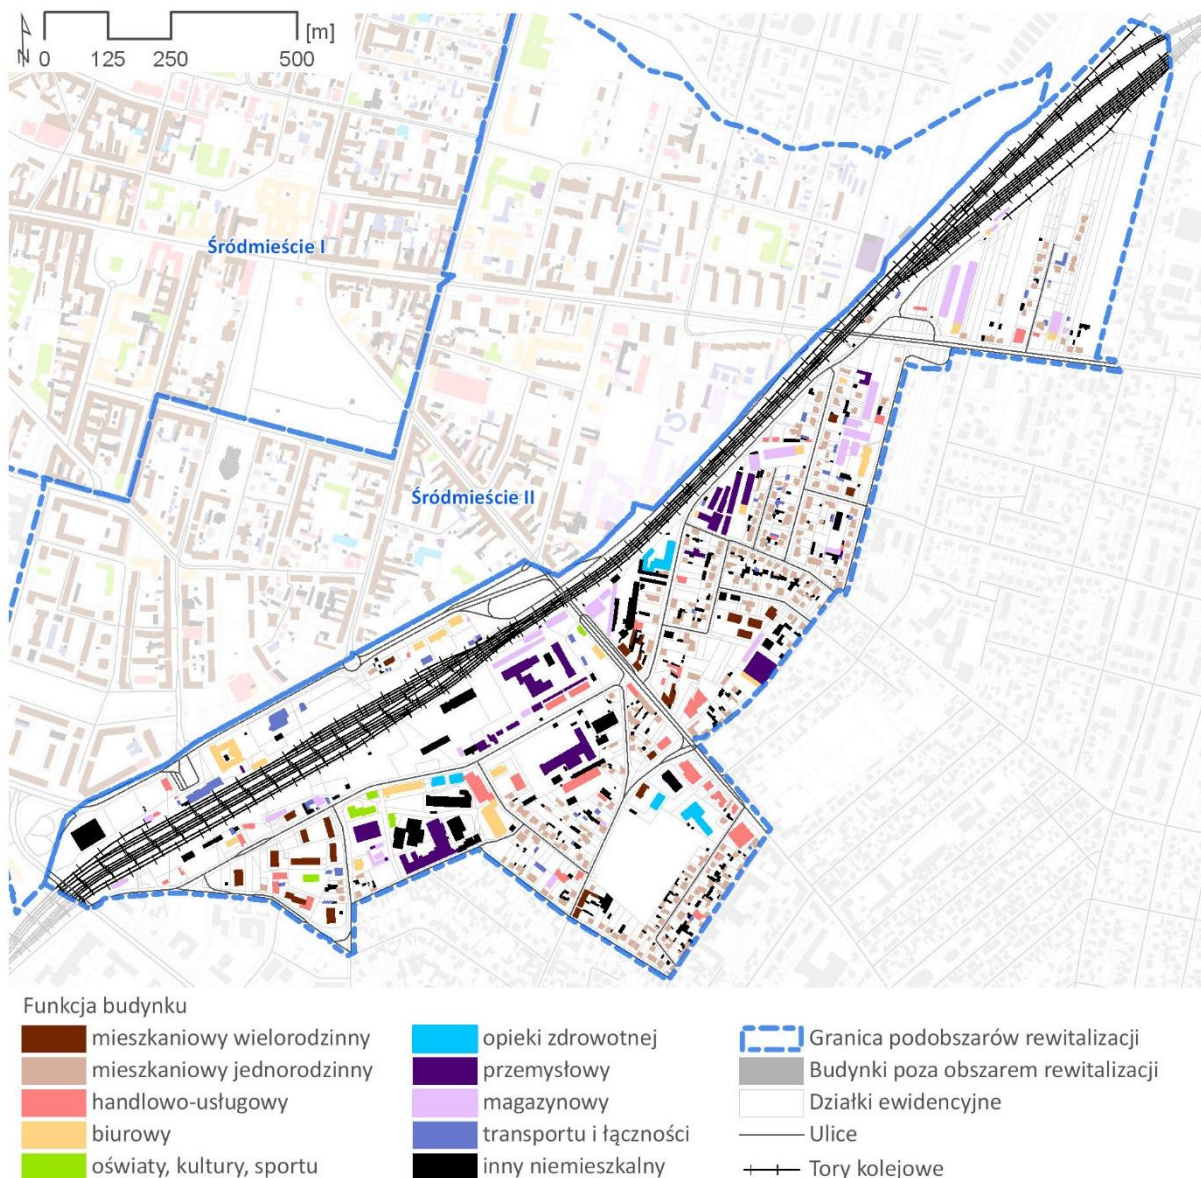 N
[m]
0 125 250 500
Śródmieście I
Śródmieście II
Funkcja budynku
mieszkaniowy wielorodzinny
mieszkaniowy jednorodzinny
handlowo-usługowy
biurowy
oświaty, kultury, sportu
opieki zdrowotnej
przemysłowy
magazynowy
transportu i łączności
inny niemieszkalny
Granica podobszarów rewitalizacji
Budynki poza obszarem rewitalizacji
Działki ewidencyjne
Ulice
Tory kolejowe